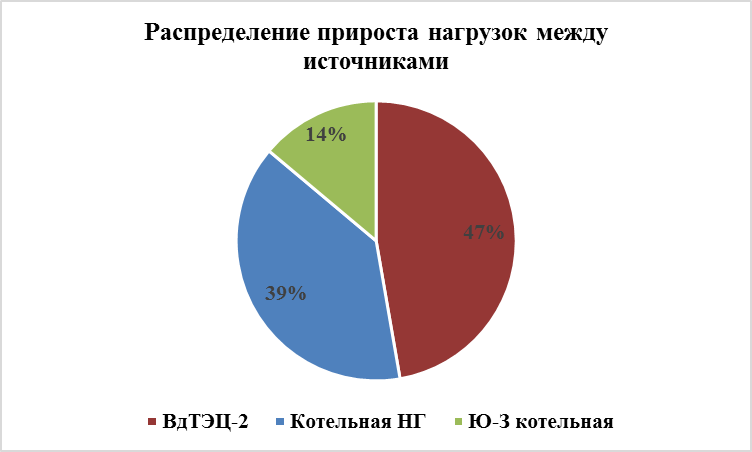 Распределение прироста нагрузок между
источниками
14%
47%
39%
ВдТЭЦ-2 Котельная НГ Ю-З котельная